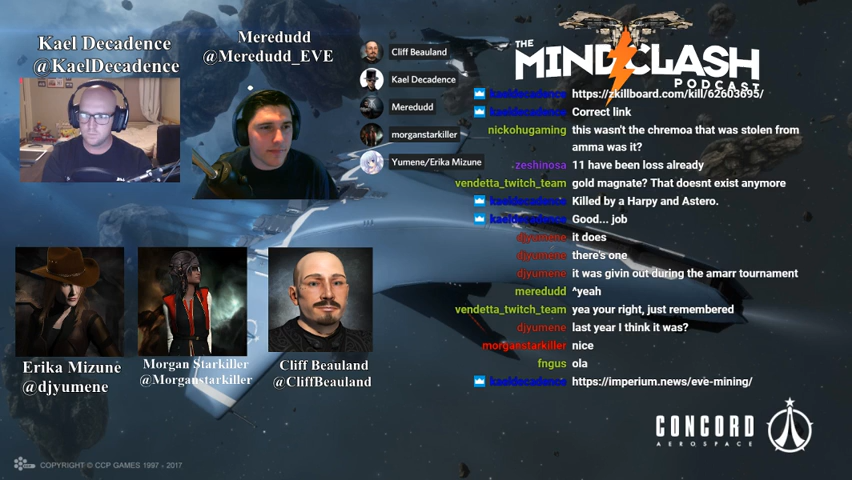 Kael Decadence
@KaelDecadence
Meredudd
@Meredudd_EVE
Cliff Beauland
Kael Decadence
Meredudd
morganstarkiller
Yumene/Erika Mizune
THE
MINDCLASH
PODCAST
kaeldecadence https://zkillboard.com/kill/62603695/
kaeldecadence Correct link
nickohugaming this wasn't the chremoa that was stolen from
amma was it?
zeshinosa 11 have been loss already
vendetta_twitch_team gold magnate? That doesnt exist anymore
kaeldecadence Killed by a Harpy and Astero.
kaeldecadence Good... job
djyumene it does
djyumene there's one
djyumene it was givin out during the amarr tournament
meredudd ^yeah
vendetta_twitch_team yea your right, just remembered
djyumene last year I think it was?
morganstarkiller nice
fngus ola
kaeldecadence https://imperium.news/eve-mining/
Erika Mizune
@djyumene
Morgan Starkiller
@Morganstarkiller
Cliff Beauland
@CliffBeauland
CONCORD
AEROSPACE
COPYRIGHT © CCP GAMES 1997 - 2017